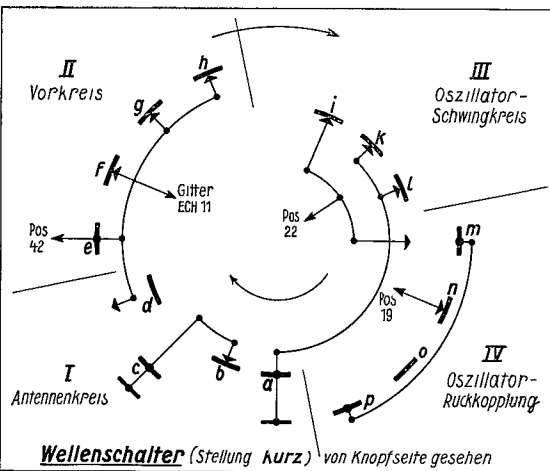 II
Vorkreis
h
g
f
Gitter
ECH 11
Pos
42
e
d
I
Antennenkreis
c
b
a
III
Oszillator-
Schwingkreis
i
k
l
Pos
22
m
n
Pos
19
o
p
IV
Oszillator-
Rückkopplung
Wellenschalter (Stellung kurz) von Knopfseite gesehen